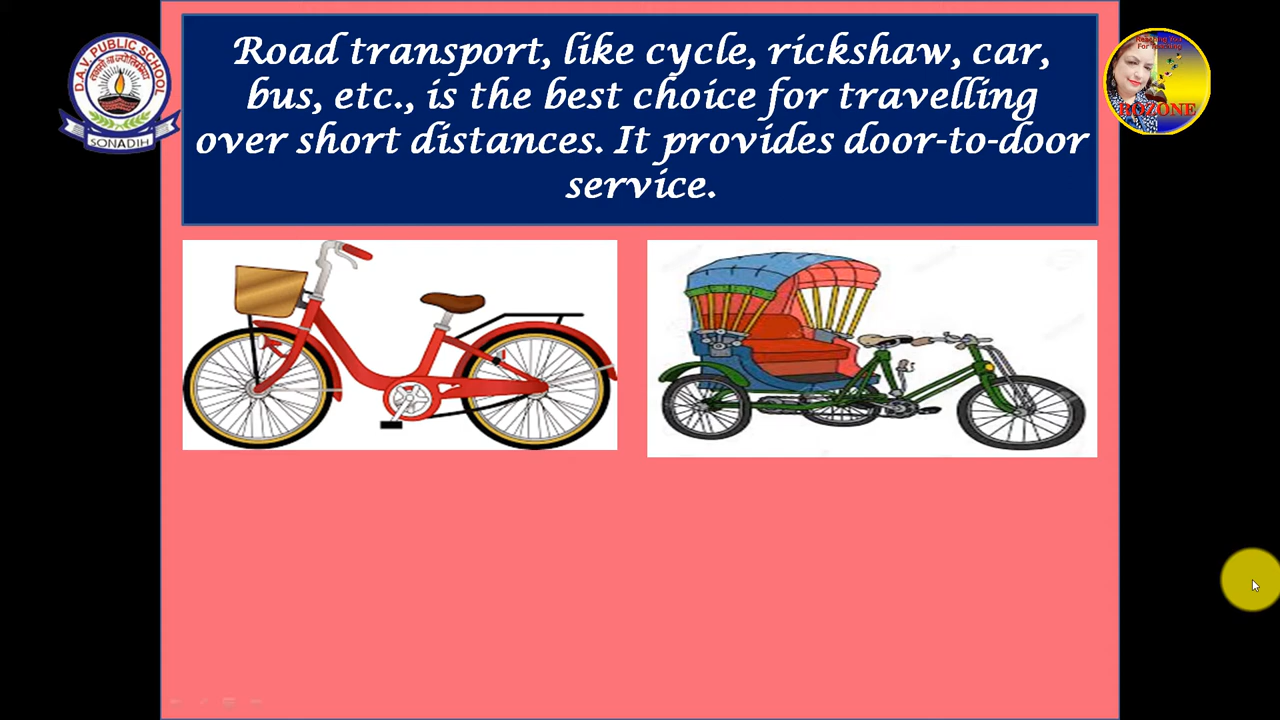 Road transport, like cycle, rickshaw, car,
bus, etc., is the best choice for travelling
over short distances. It provides door-to-door
service.
D.A.V. PUBLIC SCHOOL
SONADIH
ROZONE